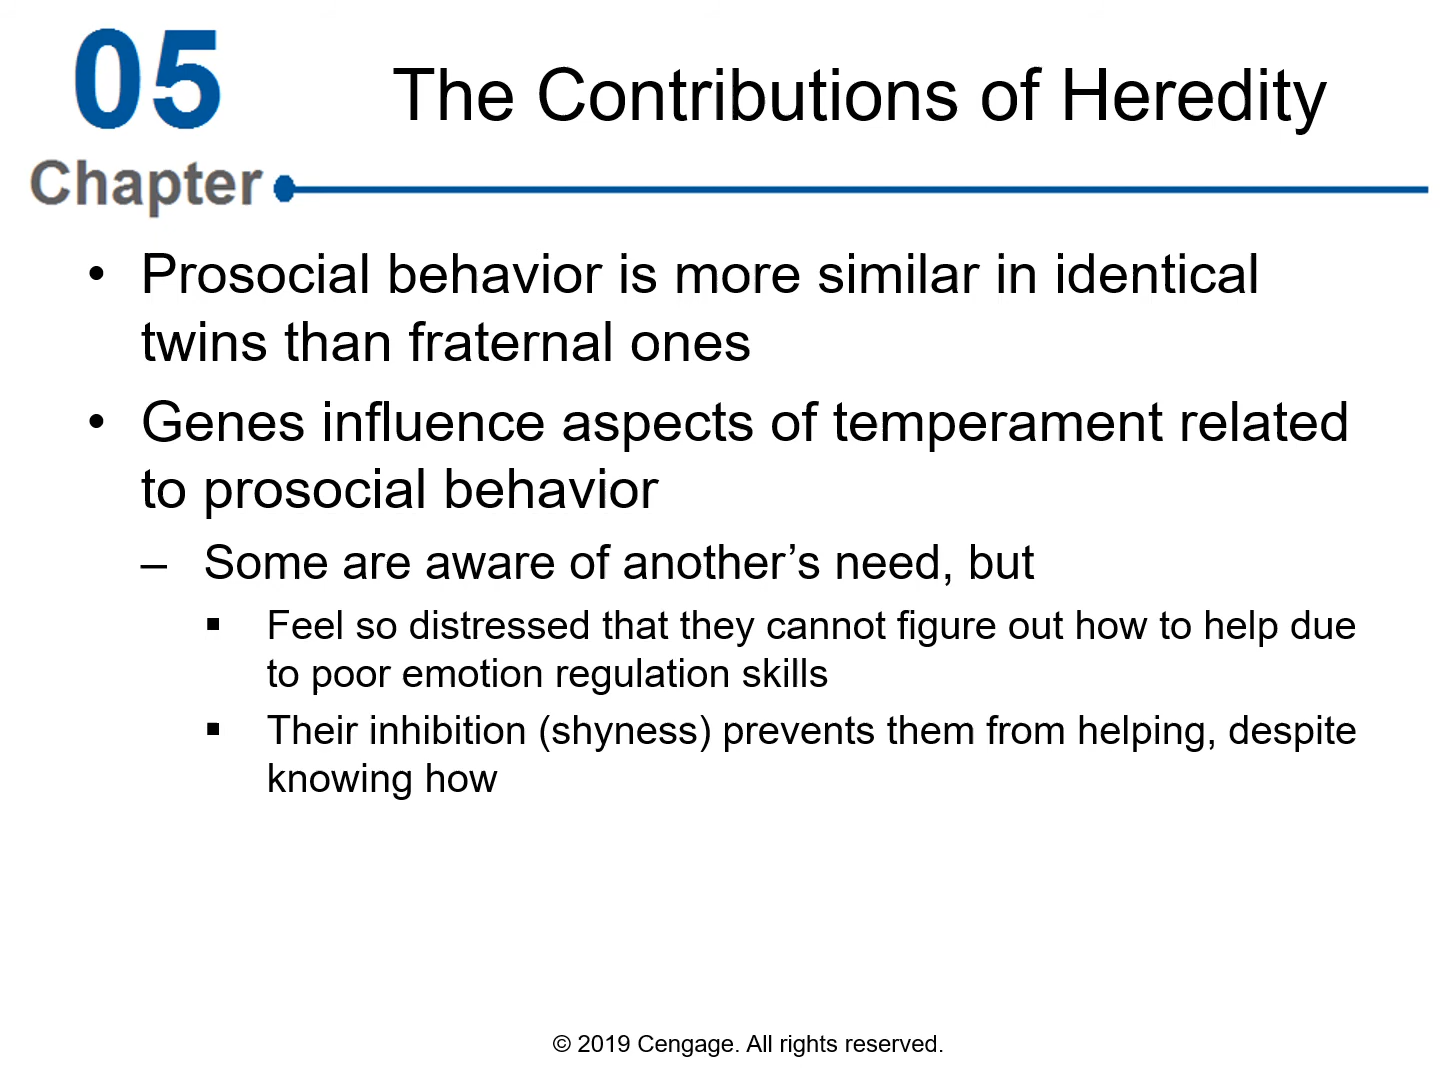 05
Chapter
The Contributions of Heredity
• Prosocial behavior is more similar in identical
twins than fraternal ones
• Genes influence aspects of temperament related
to prosocial behavior
– Some are aware of another’s need, but
▪ Feel so distressed that they cannot figure out how to help due
to poor emotion regulation skills
▪ Their inhibition (shyness) prevents them from helping, despite
knowing how
© 2019 Cengage. All rights reserved.